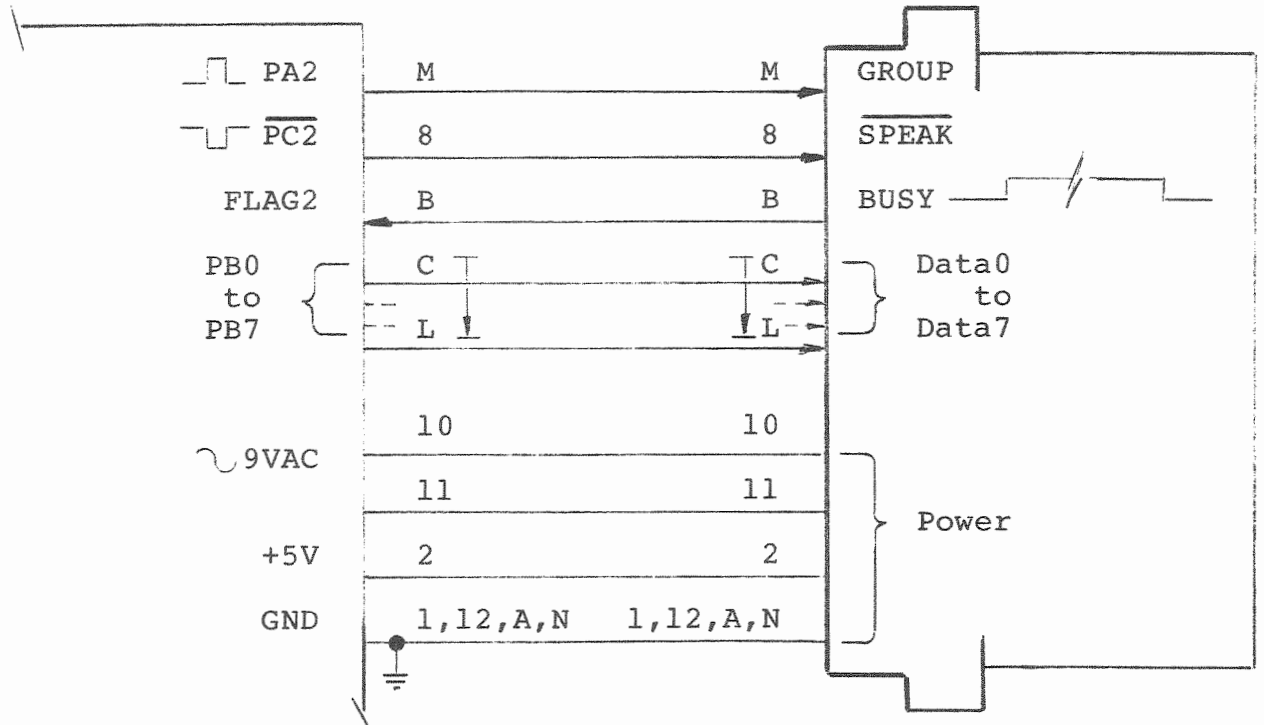 PA2 M M GROUP
PC2 8 8 SPEAK
FLAG2 B B BUSY
PB0 C C Data0
to to
PB7 L L Data7
10 10
9VAC
11 11
Power
+5V 2 2
GND 1,12,A,N 1,12,A,N